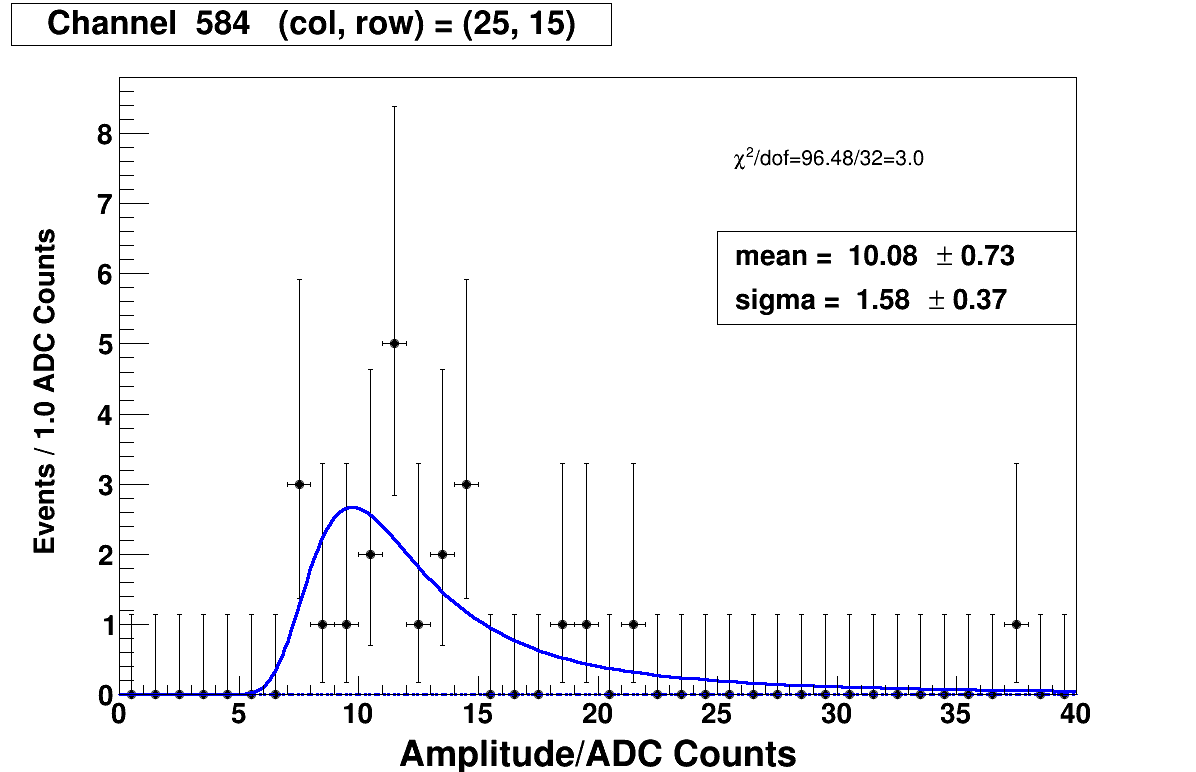 Channel 584 (col, row) = (25, 15)
χ²/dof=96.48/32=3.0
mean = 10.08 ± 0.73
sigma = 1.58 ± 0.37
Events / 1.0 ADC Counts
8
7
6
5
4
3
2
1
0
0 5 10 15 20 25 30 35 40
Amplitude/ADC Counts